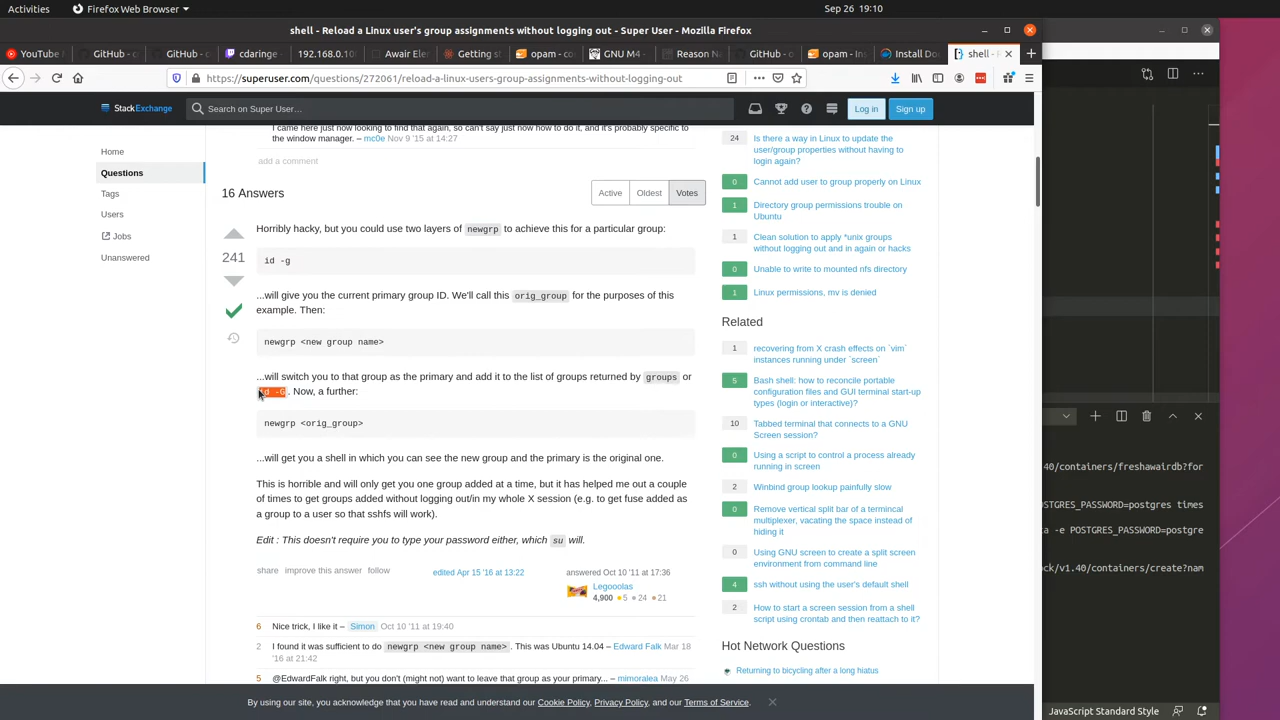 Activities
Firefox Web Browser
Sep 26 19:10
shell - Reload a Linux user's group assignments without logging out - Super User - Mozilla Firefox
YouTube
GitHub - c
GitHub - c
cdaringe -
192.168.0.10
Awair Eler
Getting st
opam - co
GNU M4 -
Reason Na
GitHub - o
opam - Ins
Install Doc
shell - R
https://superuser.com/questions/272061/reload-a-linux-users-group-assignments-without-logging-out
StackExchange
Search on Super User…
Log in
Sign up
I came here just now looking to find that again, so can't say just now how to do it, and it's probably specific to
the window manager. – mc0e Nov 9 '15 at 14:27
add a comment
Home
Questions
Tags
Users
Jobs
Unanswered
16 Answers
Active
Oldest
Votes
241
Horribly hacky, but you could use two layers of newgrp to achieve this for a particular group:
id -g
...will give you the current primary group ID. We'll call this orig_group for the purposes of this
example. Then:
newgrp <new group name>
...will switch you to that group as the primary and add it to the list of groups returned by groups or
id -G . Now, a further:
newgrp <orig_group>
...will get you a shell in which you can see the new group and the primary is the original one.
This is horrible and will only get you one group added at a time, but it has helped me out a couple
of times to get groups added without logging out/in my whole X session (e.g. to get fuse added as
a group to a user so that sshfs will work).
Edit : This doesn't require you to type your password either, which su will.
share improve this answer follow
edited Apr 15 '16 at 13:22
answered Oct 10 '11 at 17:36
Legooolas
4,900 5 24 21
6 Nice trick, I like it – Simon Oct 10 '11 at 19:40
2 I found it was sufficient to do newgrp <new group name>. This was Ubuntu 14.04 – Edward Falk Mar 18
'16 at 21:42
5 @EdwardFalk right, but you don't (might not) want to leave that group as your primary... – mimoralea May 26
24 Is there a way in Linux to update the
user/group properties without having to
login again?
0 Cannot add user to group properly on Linux
1 Directory group permissions trouble on
Ubuntu
1 Clean solution to apply *unix groups
without logging out and in again or hacks
0 Unable to write to mounted nfs directory
1 Linux permissions, mv is denied
Related
1 recovering from X crash effects on `vim`
instances running under `screen`
5 Bash shell: how to reconcile portable
configuration files and GUI terminal start-up
types (login or interactive)?
10 Tabbed terminal that connects to a GNU
Screen session?
0 Using a script to control a process already
running in screen
2 Winbind group lookup painfully slow
0 Remove vertical split bar of a termincal
multiplexer, vacating the space instead of
hiding it
0 Using GNU screen to create a split screen
environment from command line
4 ssh without using the user's default shell
2 How to start a screen session from a shell
script using crontab and then reattach to it?
Hot Network Questions
Returning to bicycling after a long hiatus
By using our site, you acknowledge that you have read and understand our Cookie Policy, Privacy Policy, and our Terms of Service.
.40/containers/freshawairdb?for
STGRES_PASSWORD=postgres times
ta -e POSTGRES_PASSWORD=postgre
ocker/v1.40/containers/create?nam
JavaScript Standard Style